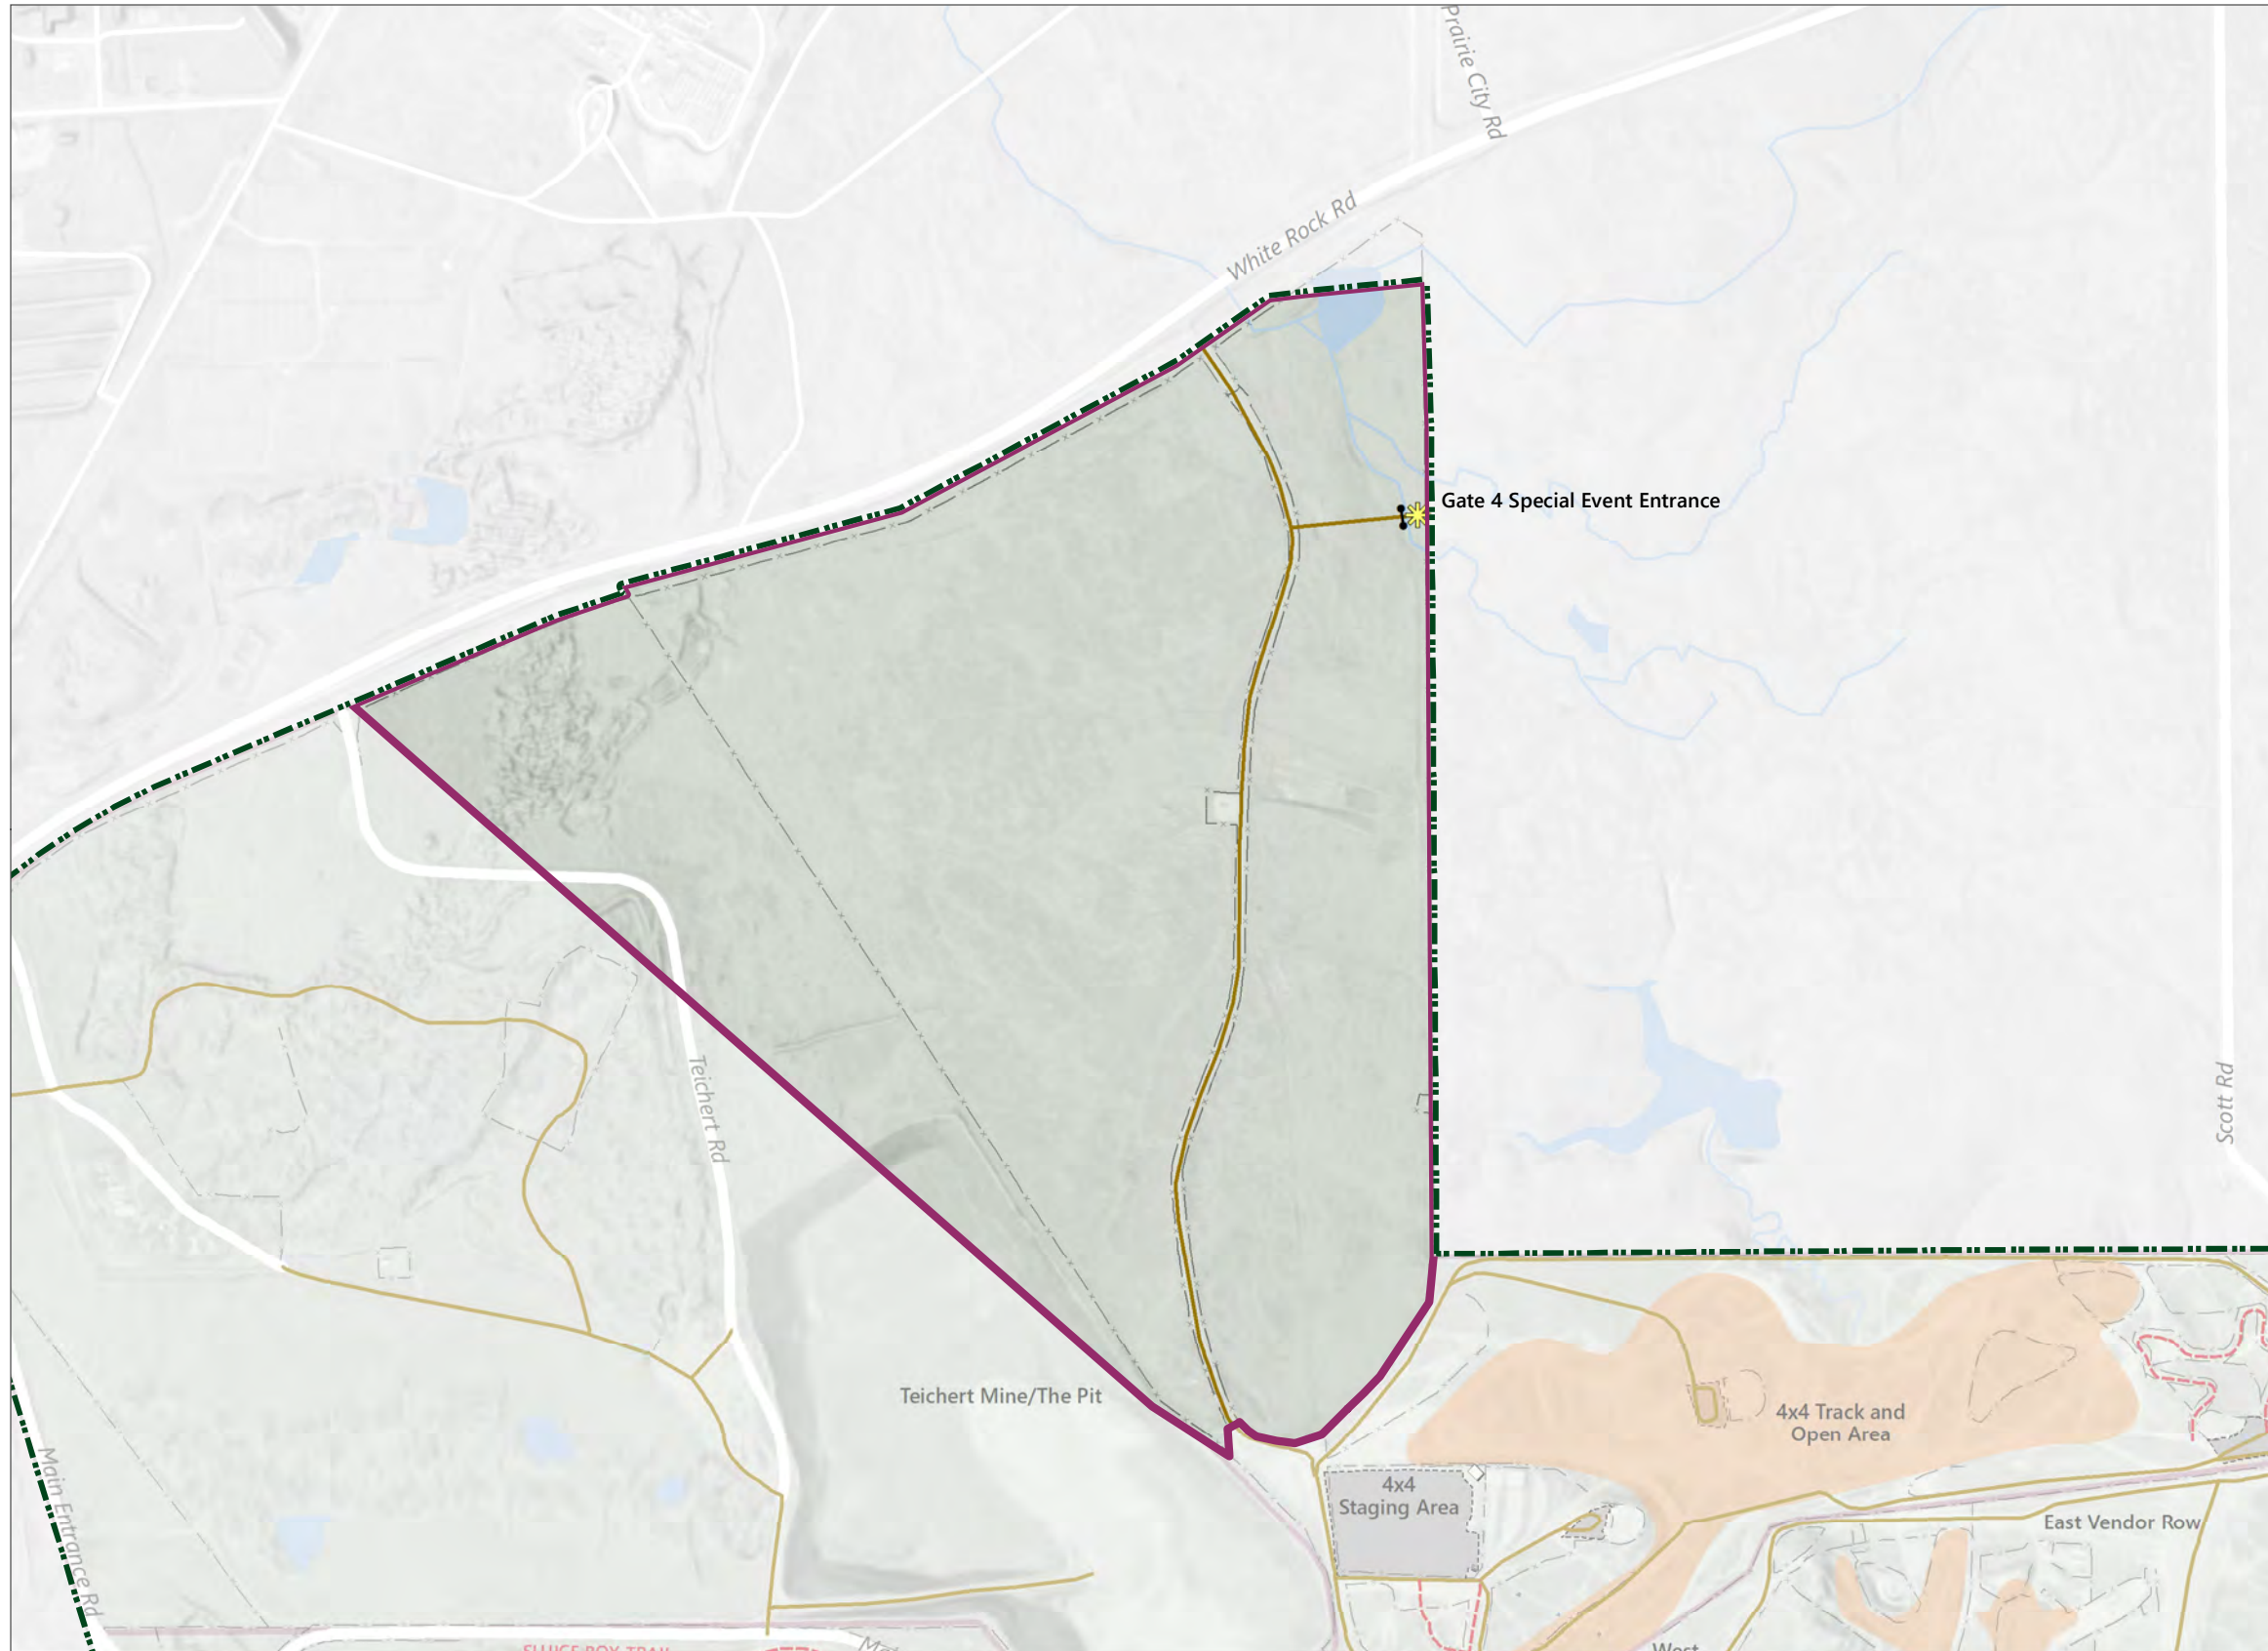 Prairie City Rd
White Rock Rd
Gate 4 Special Event Entrance
Teichert Rd
Scott Rd
Teichert Mine/The Pit
4x4 Track and
Open Area
4x4
Staging Area
East Vendor Row
Main Entrance Rd
West